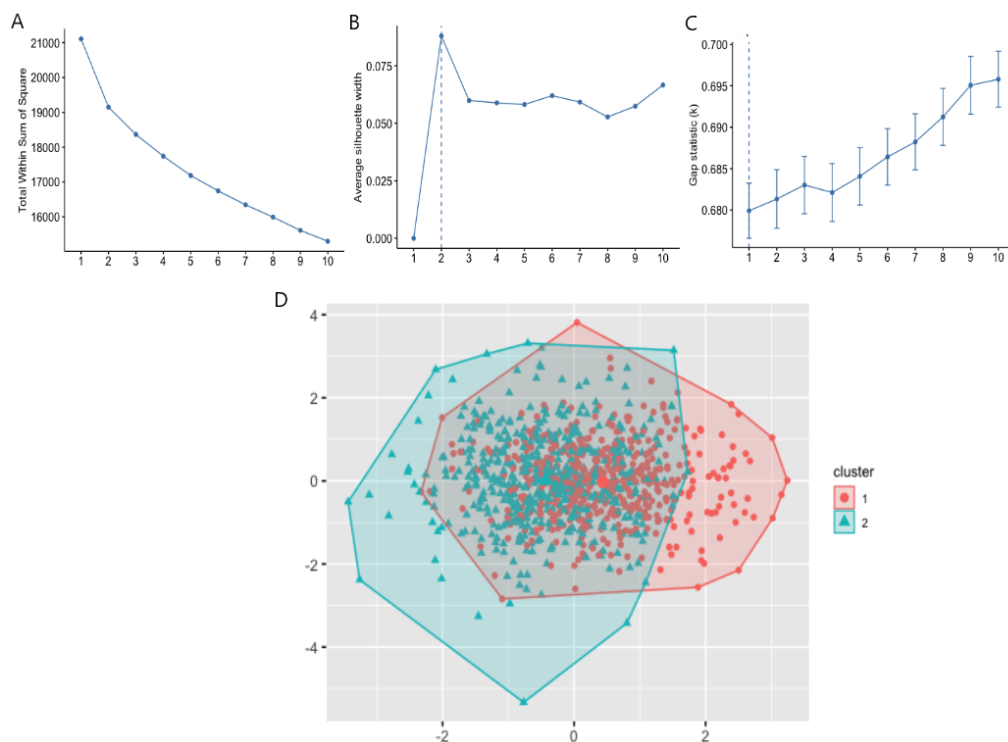 A
Total Within Sum of Square
21000
20000
19000
18000
17000
16000
1 2 3 4 5 6 7 8 9 10
B
Average silhouette width
0.075
0.050
0.025
0.000
1 2 3 4 5 6 7 8 9 10
C
Gap statistic (k)
0.700
0.695
0.690
0.685
0.680
1 2 3 4 5 6 7 8 9 10
D
4
2
0
-2
-4
-2 0 2
cluster
1
2